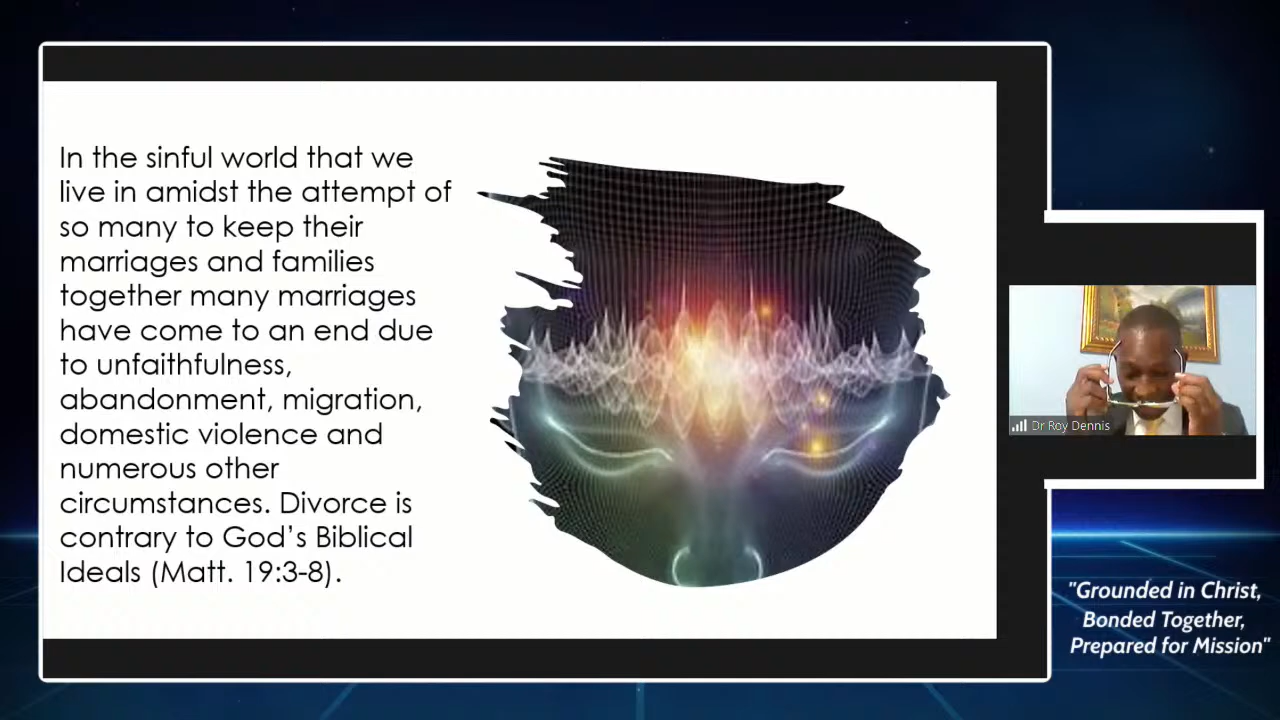 In the sinful world that we
live in amidst the attempt of
so many to keep their
marriages and families
together many marriages
have come to an end due
to unfaithfulness,
abandonment, migration,
domestic violence and
numerous other
circumstances. Divorce is
contrary to God’s Biblical
Ideals (Matt. 19:3-8).
Dr Roy Dennis
"Grounded in Christ,
Bonded Together,
Prepared for Mission"